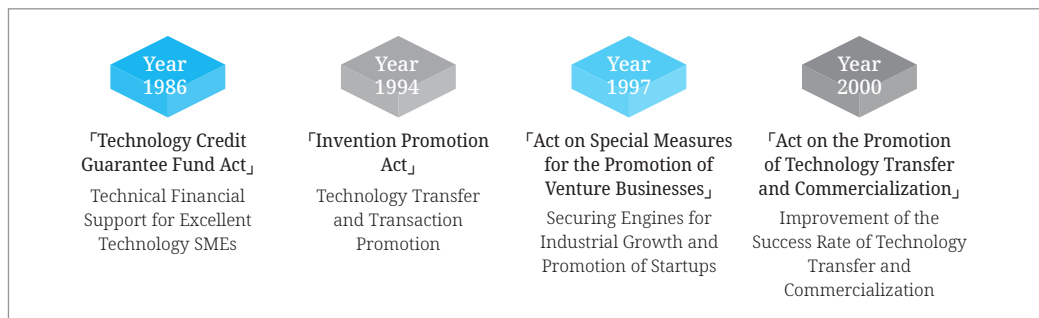 Year
1986
「Technology Credit
Guarantee Fund Act」
Technical Financial
Support for Excellent
Technology SMEs
Year
1994
「Invention Promotion
Act」
Technology Transfer
and Transaction
Promotion
Year
1997
「Act on Special Measures
for the Promotion of
Venture Businesses」
Securing Engines for
Industrial Growth and
Promotion of Startups
Year
2000
「Act on the Promotion
of Technology Transfer
and Commercialization」
Improvement of the
Success Rate of Technology
Transfer and
Commercialization